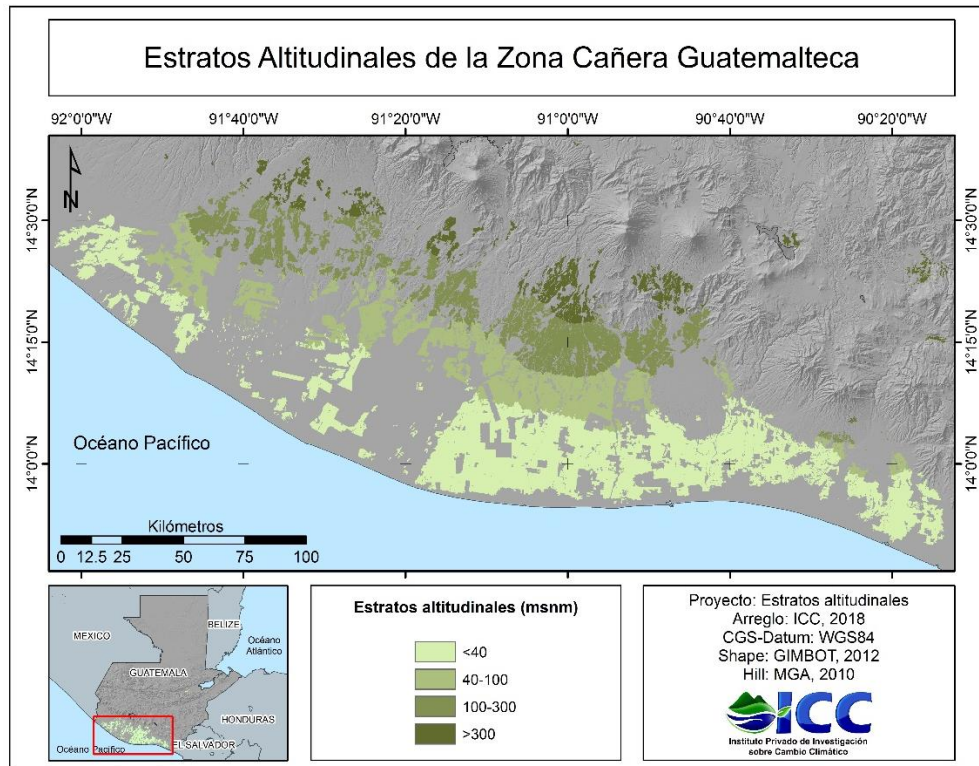 Estratos Altitudinales de la Zona Cañera Guatemalteca
92°0'0"W 91°40'0"W 91°20'0"W 91°0'0"W 90°40'0"W 90°20'0"W
N
14°30'0"N 14°30'0"N
14°15'0"N 14°15'0"N
14°0'0"N 14°0'0"N
Océano Pacífico
Kilómetros
0 12.5 25 50 75 100
MEXICO
BELIZE
Océano
Atlántico
GUATEMALA
HONDURAS
EL SALVADOR
Océano Pacífico
Estratos altitudinales (msnm)
<40
40-100
100-300
>300
Proyecto: Estratos altitudinales
Arreglo: ICC, 2018
CGS-Datum: WGS84
Shape: GIMBOT, 2012
Hill: MGA, 2010
ICC
Instituto Privado de Investigación
sobre Cambio Climático